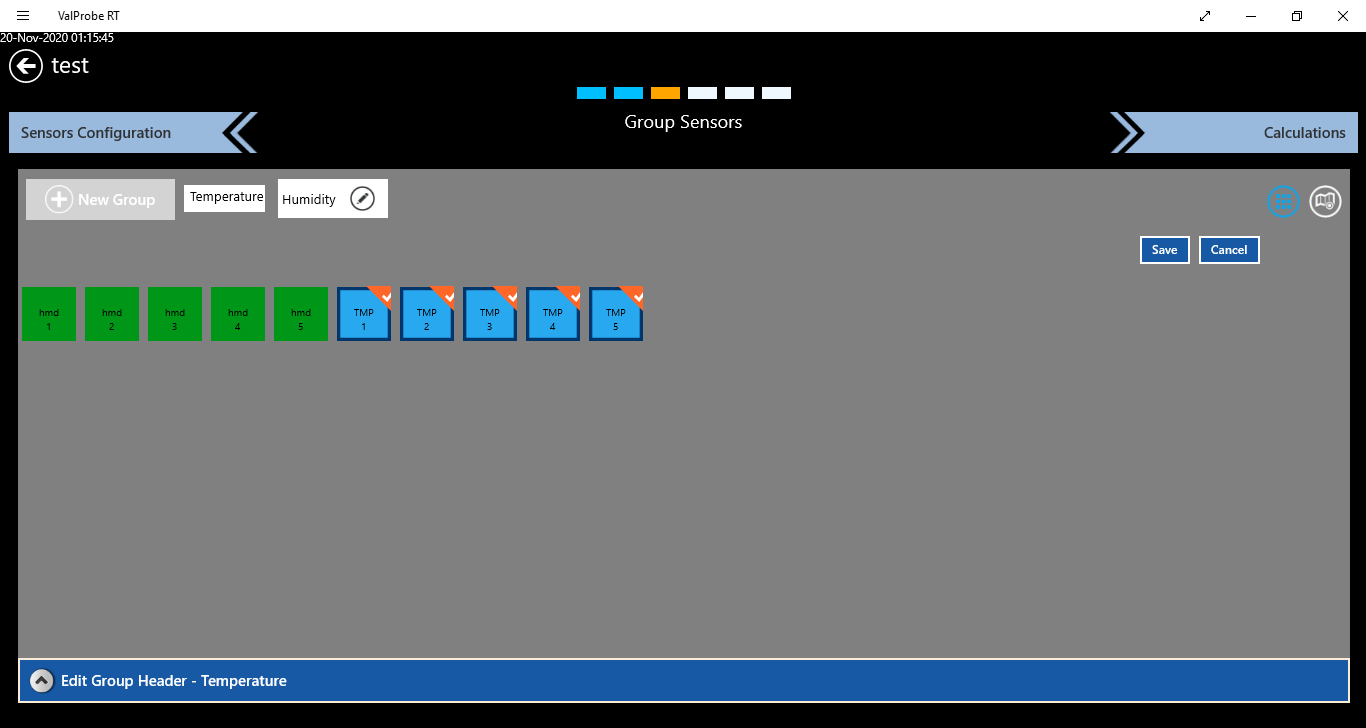 ValProbe RT
20-Nov-2020 01:15:45
test
Sensors Configuration
Group Sensors
Calculations
New Group
Temperature
Humidity
Save
Cancel
hmd
1
hmd
2
hmd
3
hmd
4
hmd
5
TMP
1
TMP
2
TMP
3
TMP
4
TMP
5
Edit Group Header - Temperature